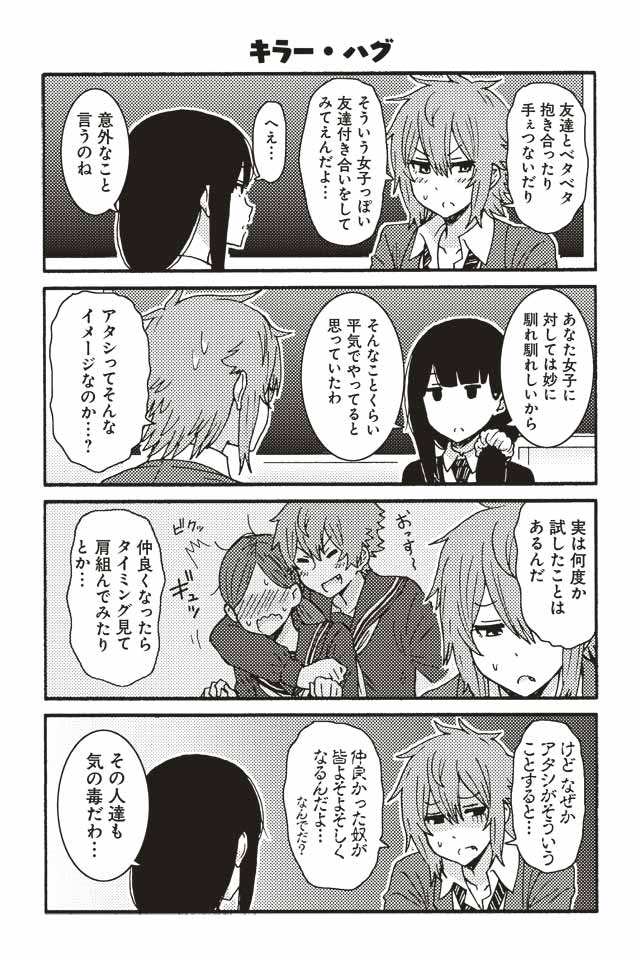 キラー・ハグ
友達とベタベタ
抱き合ったり
手ぇつないだり
そういう女子っぽい
友達付き合いをして
みてえんだよ…
へぇ…
意外なこと
言うのね
あなた女子に
対しては妙に
馴れ馴れしいから
そんなことくらい
平気でやってると
思っていたわ
アタシってそんな
イメージなのか…？
実は何度か
試したことは
あるんだ
おっすー
ビクッ
仲良くなったら
タイミング見て
肩組んでみたり
とか…
けど なぜか
アタシがそういう
ことすると…
仲良かった奴が
皆よそよそしく
なるんだよ…
なんでだ？
その人達も
気の毒だわ…